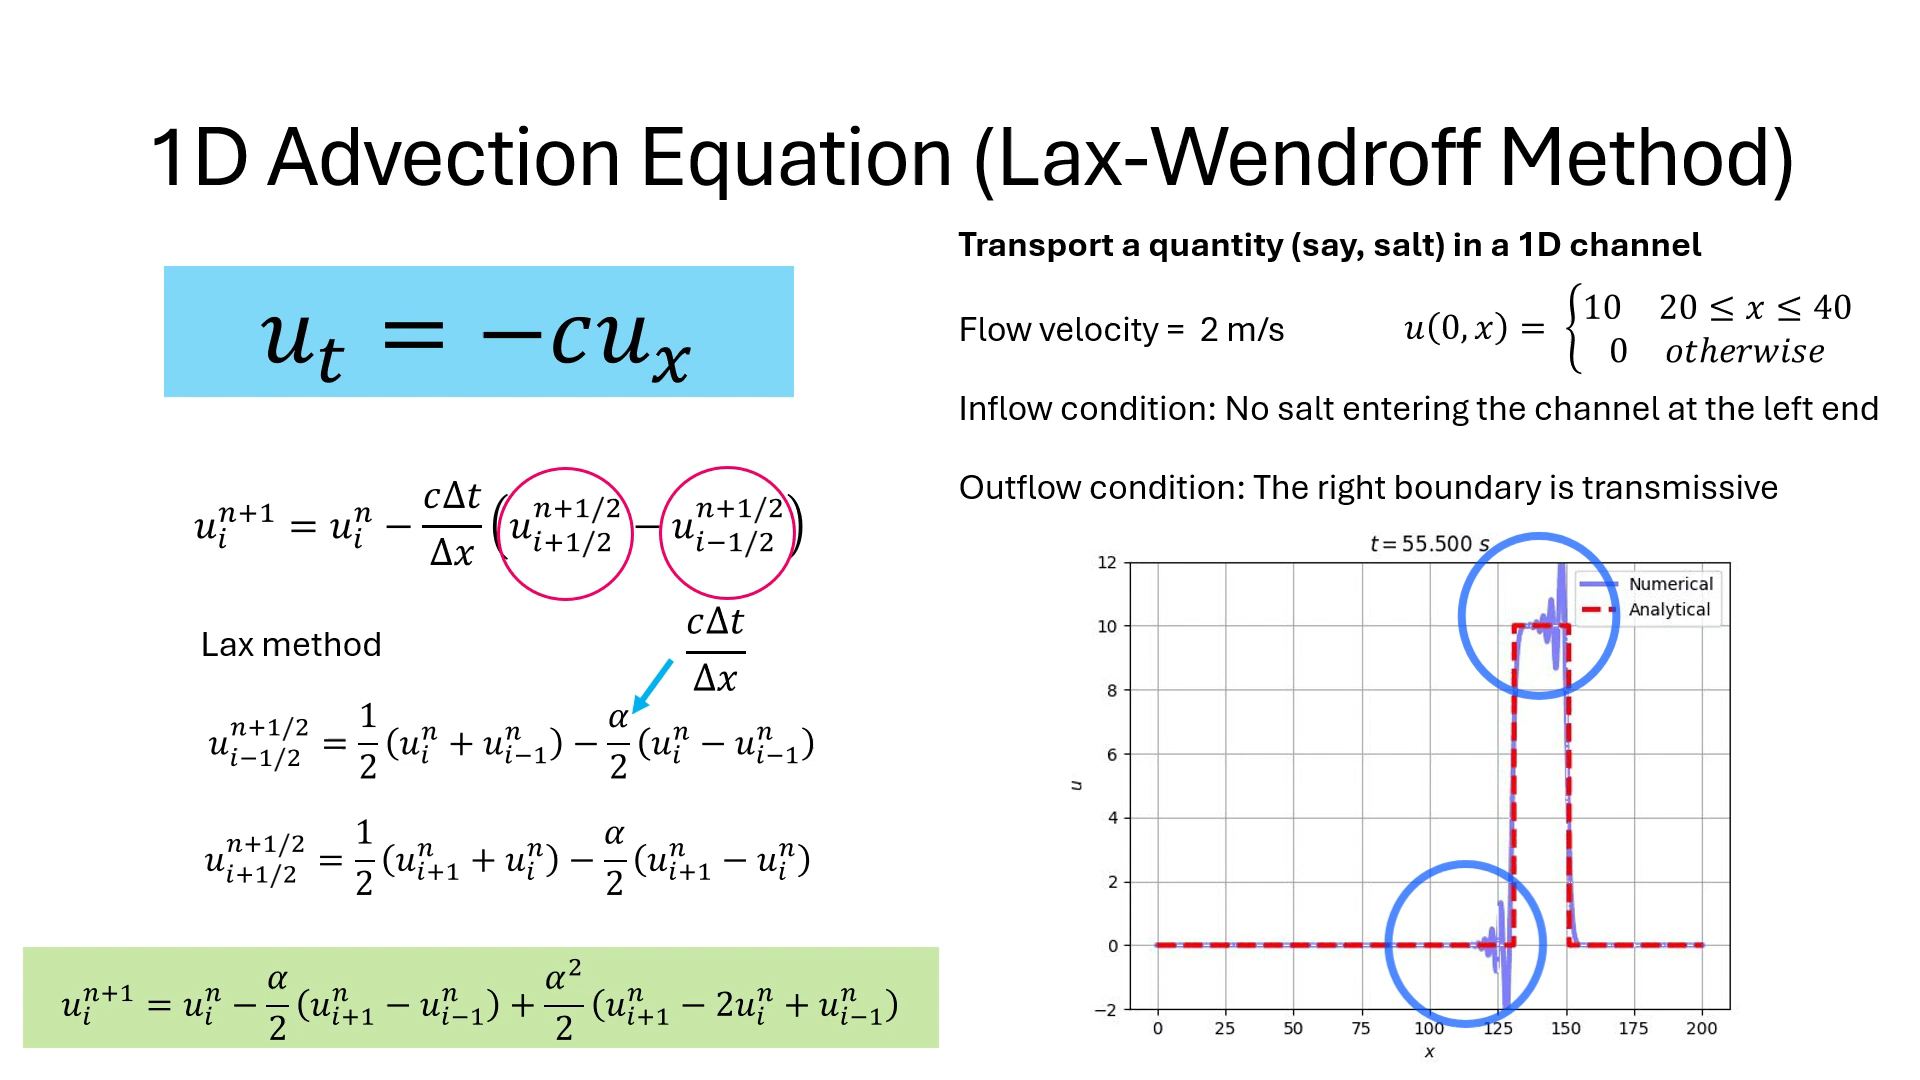 1D Advection Equation (Lax-Wendroff Method)
u_t = −cu_x
u_i^{n+1} = u_i^n − cΔt/Δx (u_{i+1/2}^{n+1/2} − u_{i−1/2}^{n+1/2})
Lax method
cΔt/Δx
u_{i−1/2}^{n+1/2} = 1/2 (u_i^n + u_{i−1}^n) − α/2 (u_i^n − u_{i−1}^n)
u_{i+1/2}^{n+1/2} = 1/2 (u_{i+1}^n + u_i^n) − α/2 (u_{i+1}^n − u_i^n)
u_i^{n+1} = u_i^n − α/2 (u_{i+1}^n − u_{i−1}^n) + α²/2 (u_{i+1}^n − 2u_i^n + u_{i−1}^n)
Transport a quantity (say, salt) in a 1D channel
Flow velocity = 2 m/s
u(0, x) = { 10 20 ≤ x ≤ 40
0 otherwise
Inflow condition: No salt entering the channel at the left end
Outflow condition: The right boundary is transmissive
t = 55.500 s
Numerical
Analytical
12
10
8
6
4
2
0
−2
u
0 25 50 75 100 125 150 175 200
x